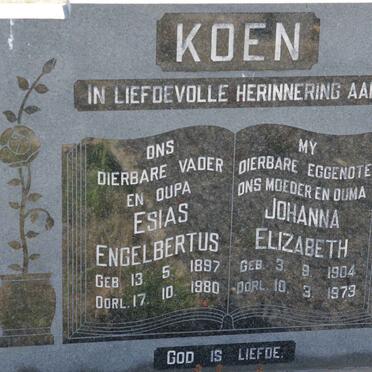 KOEN
IN LIEFDEVOLLE HERINNERING AAN
ONS
DIERBARE VADER
EN OUPA
ESIAS
ENGELBERTUS
GEB 13. 5. 1897
OORL. 17. 10. 1980
MY
DIERBARE EGGENOTE
ONS MOEDER EN OUMA
JOHANNA
ELIZABETH
GEB. 3. 9. 1904
OORL. 10. 3. 1973
GOD IS LIEFDE.